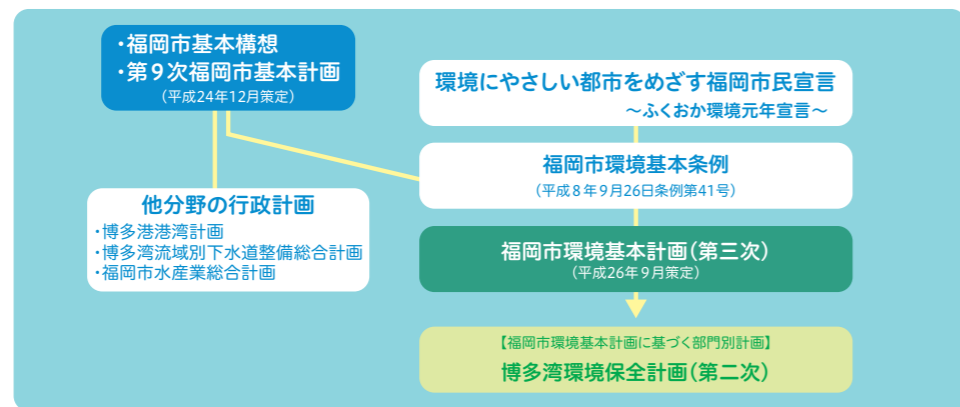 ・福岡市基本構想
・第9次福岡市基本計画
(平成24年12月策定)
環境にやさしい都市をめざす福岡市民宣言
~ふくおか環境元年宣言~
福岡市環境基本条例
(平成8年9月26日条例第41号)
他分野の行政計画
・博多港港湾計画
・博多湾流域別下水道整備総合計画
・福岡市水産業総合計画
福岡市環境基本計画(第三次)
(平成26年9月策定)
【福岡市環境基本計画に基づく部門別計画】
博多湾環境保全計画(第二次)